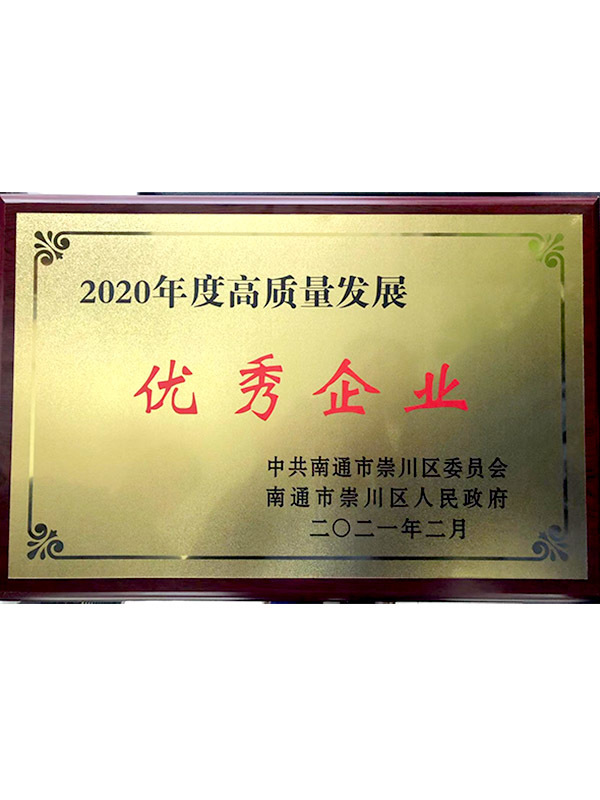 2020年度高质量发展
优秀企业
中共南通市崇川区委员会
南通市崇川区人民政府
二〇二一年二月